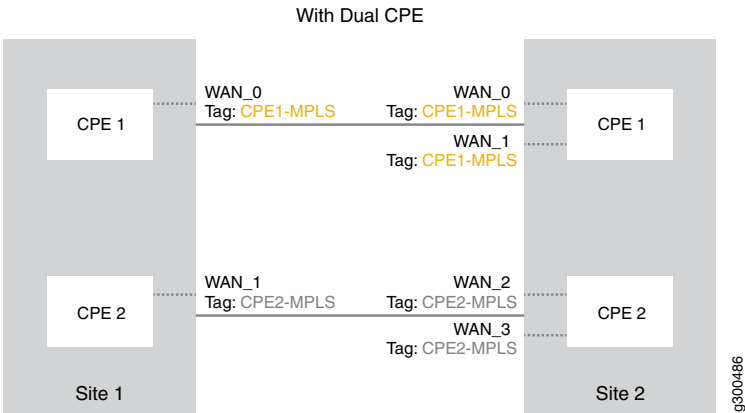 With Dual CPE
WAN_0
WAN_0
CPE 1
Tag: CPE1-MPLS
Tag: CPE1-MPLS
CPE 1
WAN_1
Tag: CPE1-MPLS
WAN_1
WAN_2
CPE 2
Tag: CPE2-MPLS
Tag: CPE2-MPLS
CPE 2
WAN_3
Tag: CPE2-MPLS
Site 1
Site 2
g300486